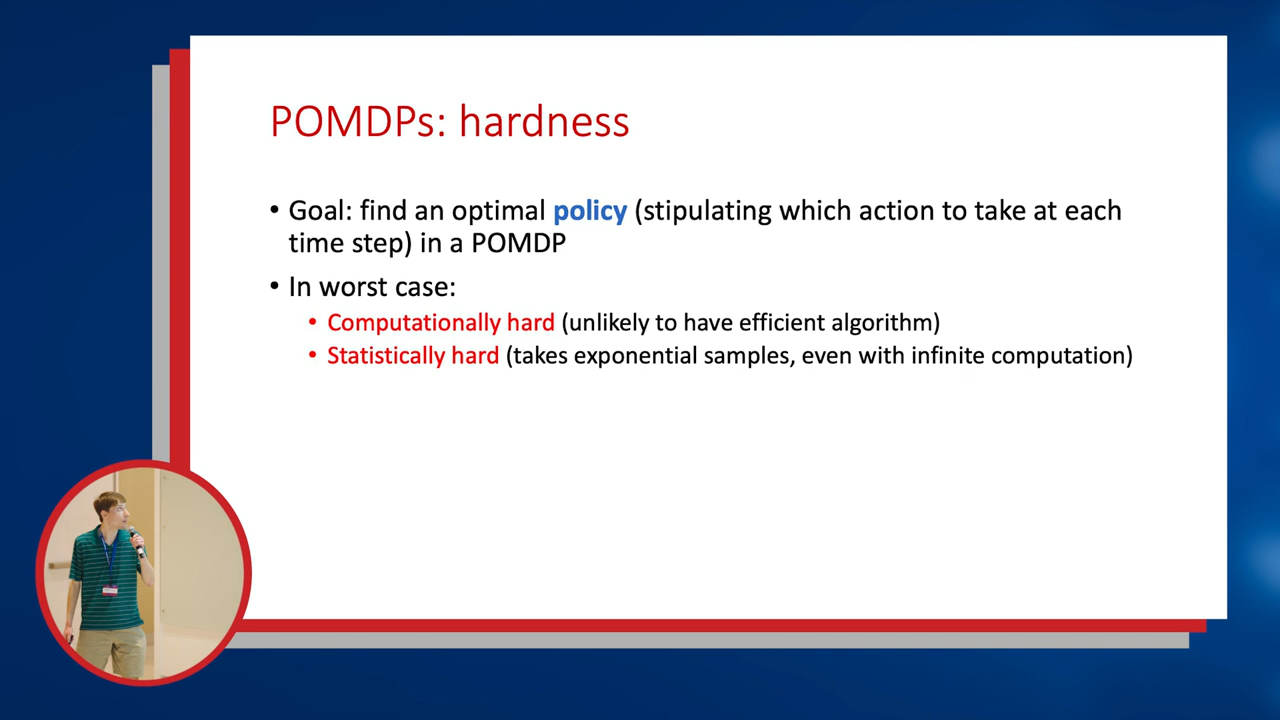 POMDPs: hardness
• Goal: find an optimal policy (stipulating which action to take at each
time step) in a POMDP
• In worst case:
• Computationally hard (unlikely to have efficient algorithm)
• Statistically hard (takes exponential samples, even with infinite computation)